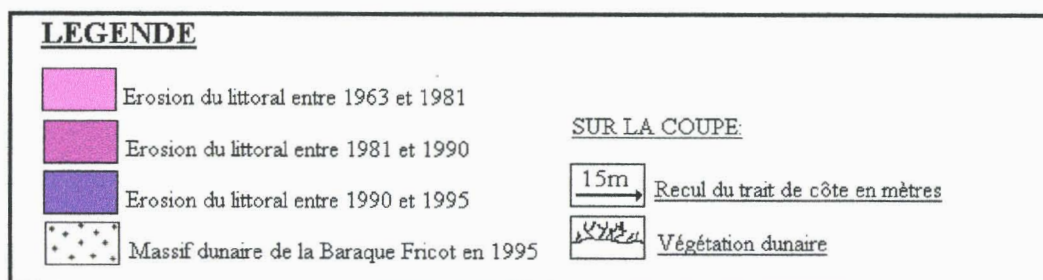 LEGENDE
Erosion du littoral entre 1963 et 1981
Erosion du littoral entre 1981 et 1990
Erosion du littoral entre 1990 et 1995
Massif dunaire de la Baraque Fricot en 1995
SUR LA COUPE:
15m
Recul du trait de côte en mètres
Végétation dunaire